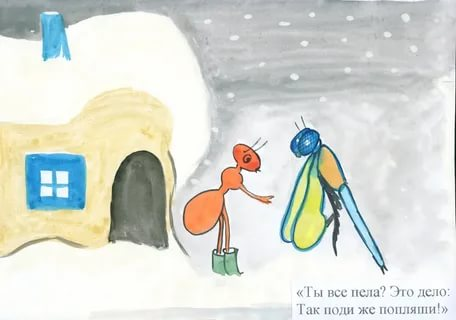 «Ты все пела? Это дело:
Так поди же попляши!»